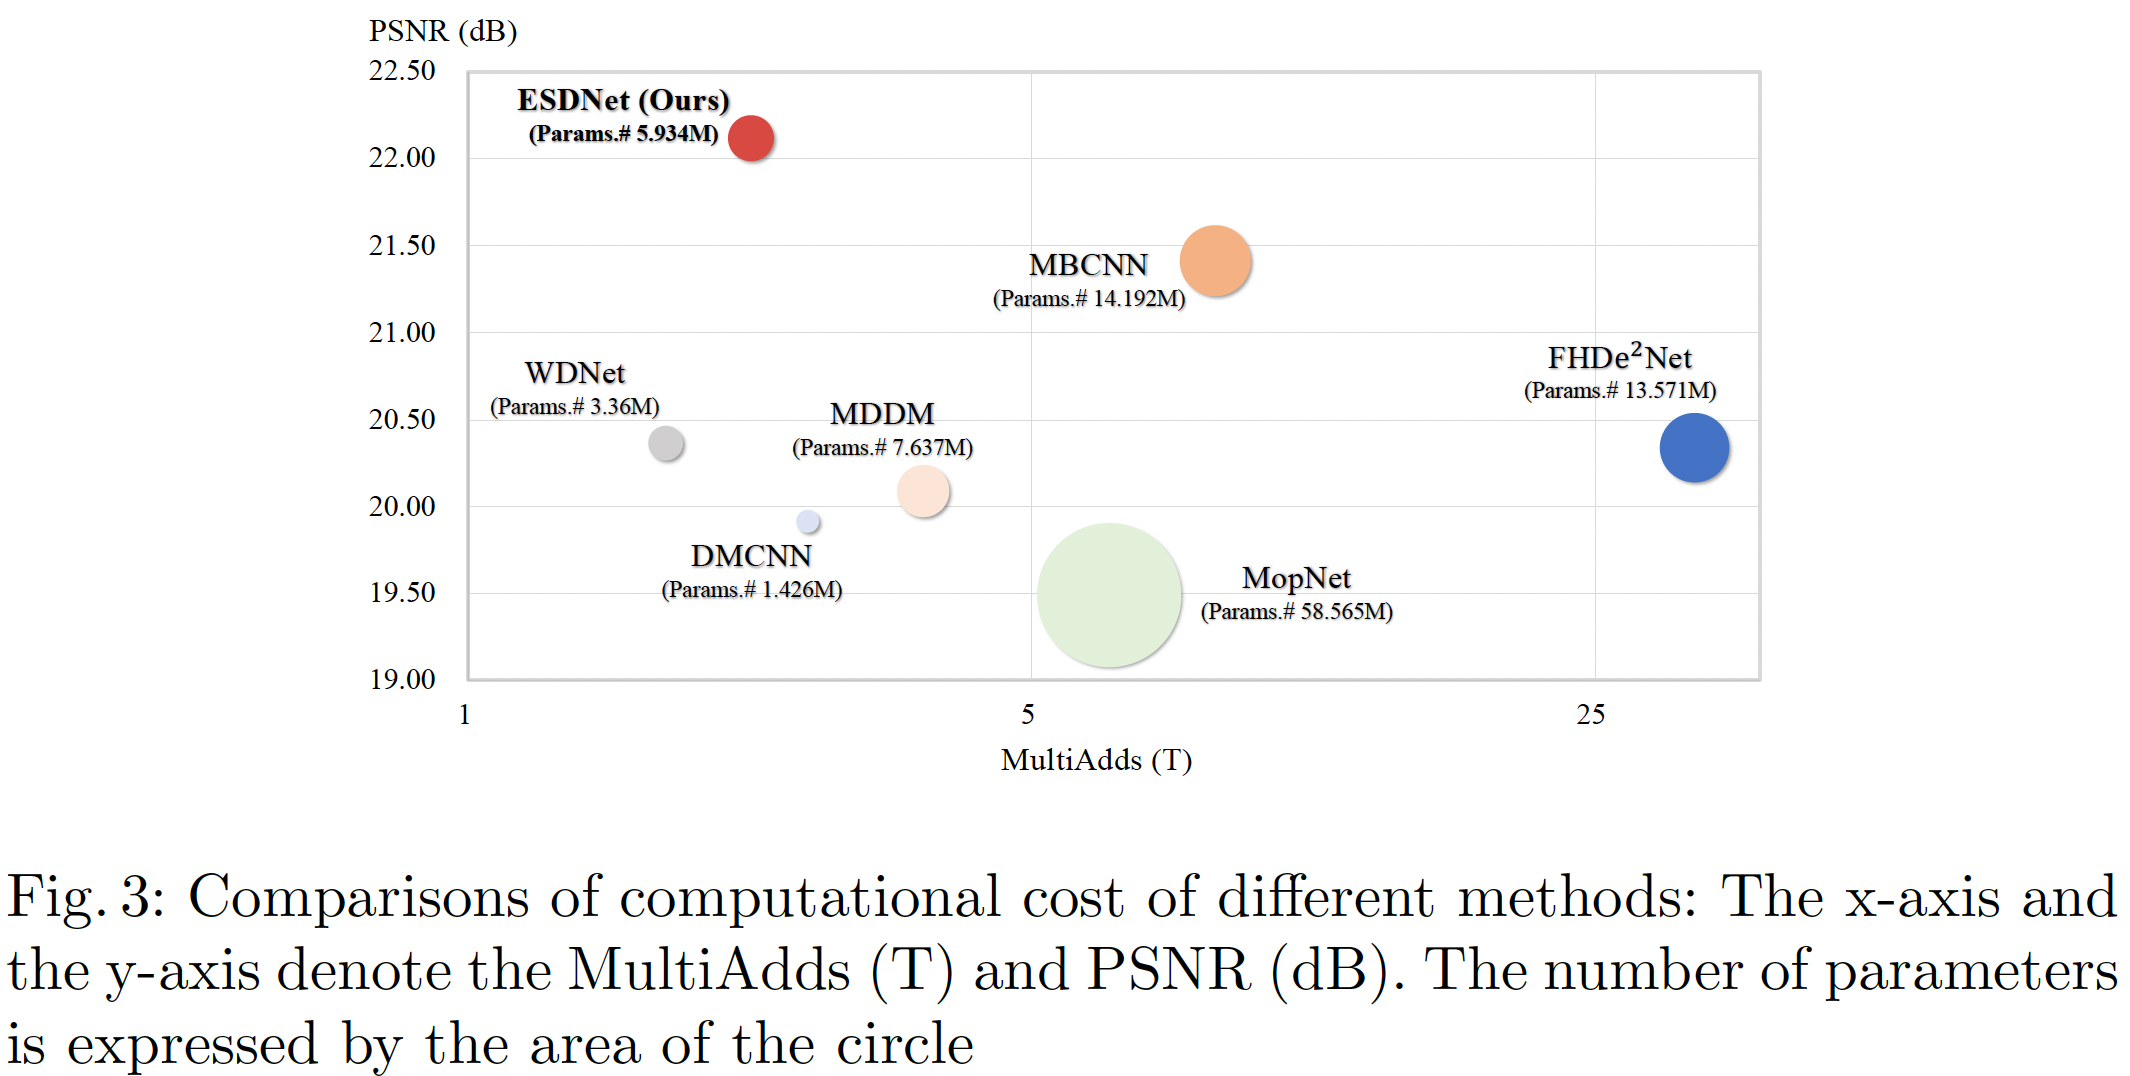 PSNR (dB)
22.50
ESDNet (Ours)
(Params.# 5.934M)
22.00
21.50
MBCNN
(Params.# 14.192M)
21.00
FHDe²Net
(Params.# 13.571M)
WDNet
(Params.# 3.36M)
20.50
MDDM
(Params.# 7.637M)
20.00
DMCNN
(Params.# 1.426M)
19.50
MopNet
(Params.# 58.565M)
19.00
1
5
25
MultiAdds (T)
Fig. 3: Comparisons of computational cost of different methods: The x-axis and
the y-axis denote the MultiAdds (T) and PSNR (dB). The number of parameters
is expressed by the area of the circle